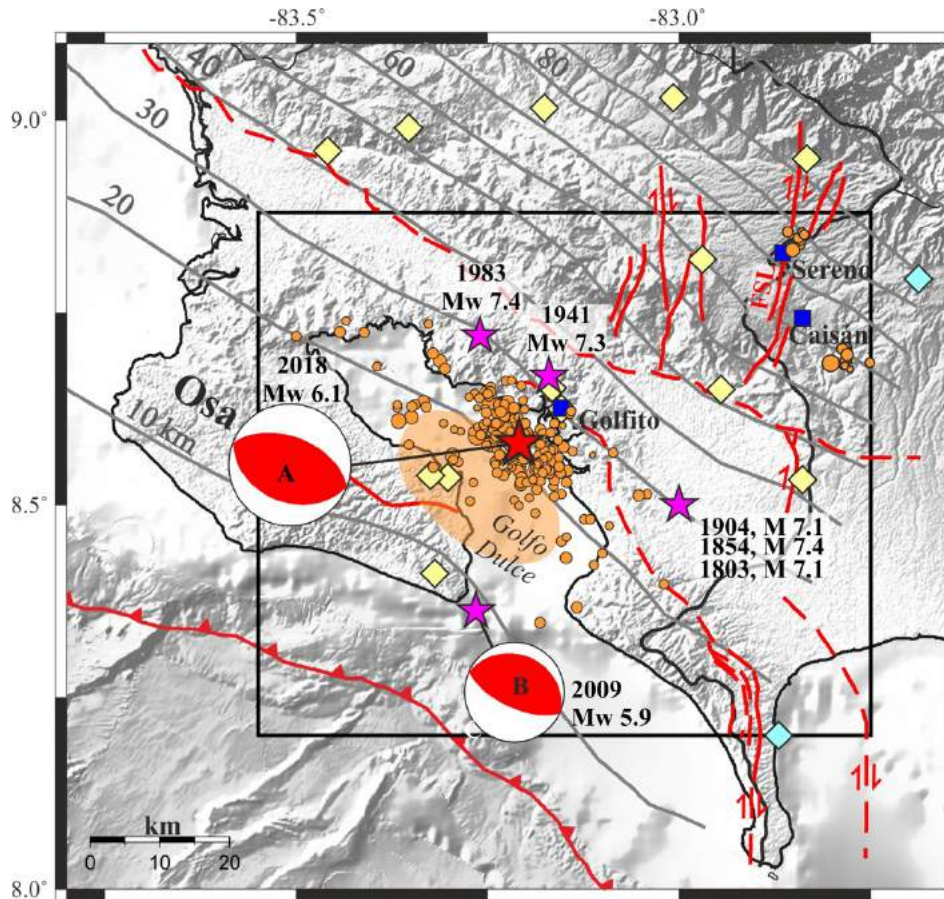 -83.5°
-83.0°
9.0°
8.5°
8.0°
40
60
80
30
20
10 km
1983
Mw 7.4
1941
Mw 7.3
2018
Mw 6.1
Osa
A
Golfito
Sereno
FSL
Caisán
Golfo
Dulce
1904, M 7.1
1854, M 7.4
1803, M 7.1
B
2009
Mw 5.9
km
0 10 20